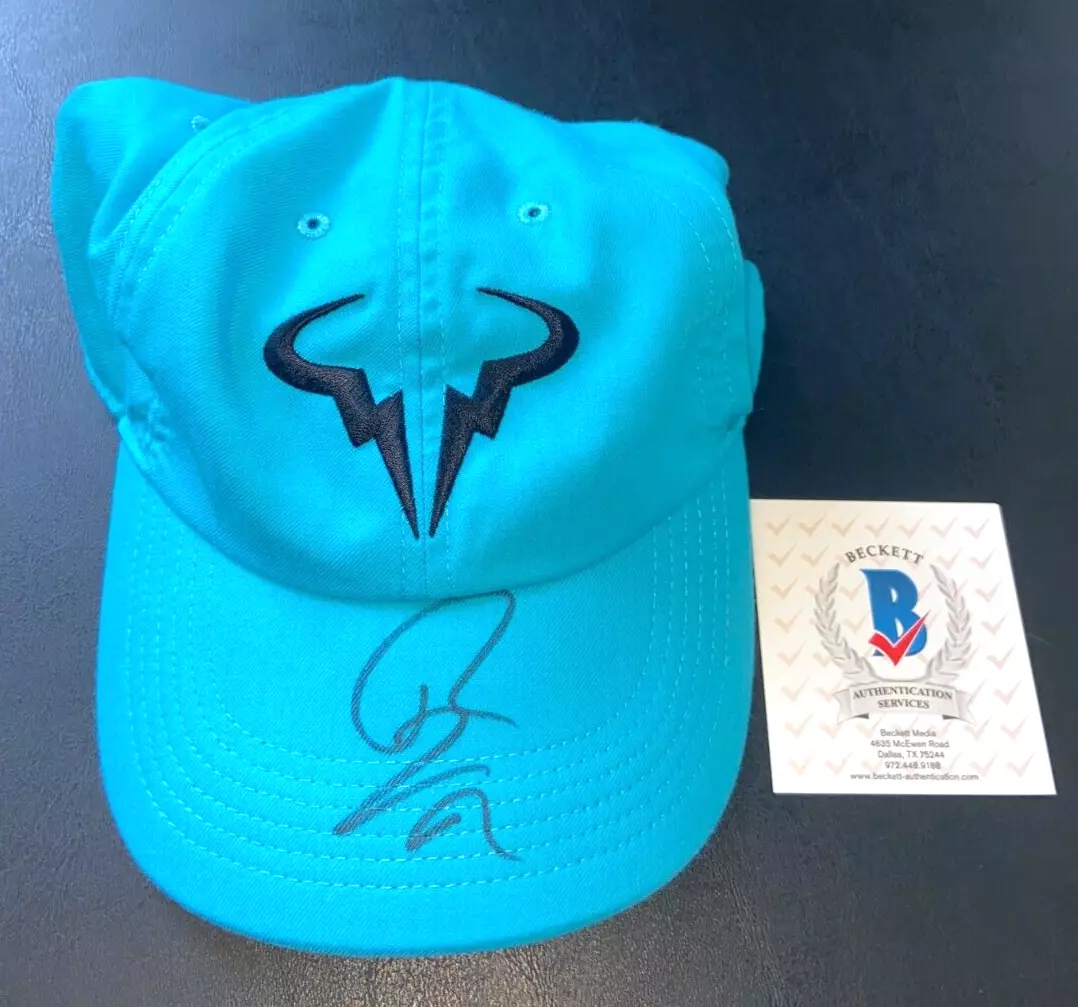 BECKETT
B
AUTHENTICATION
SERVICES
Beckett Media
4635 McEwen Road
Dallas, TX 75244
972.448.9188
www.beckett-authentication.com